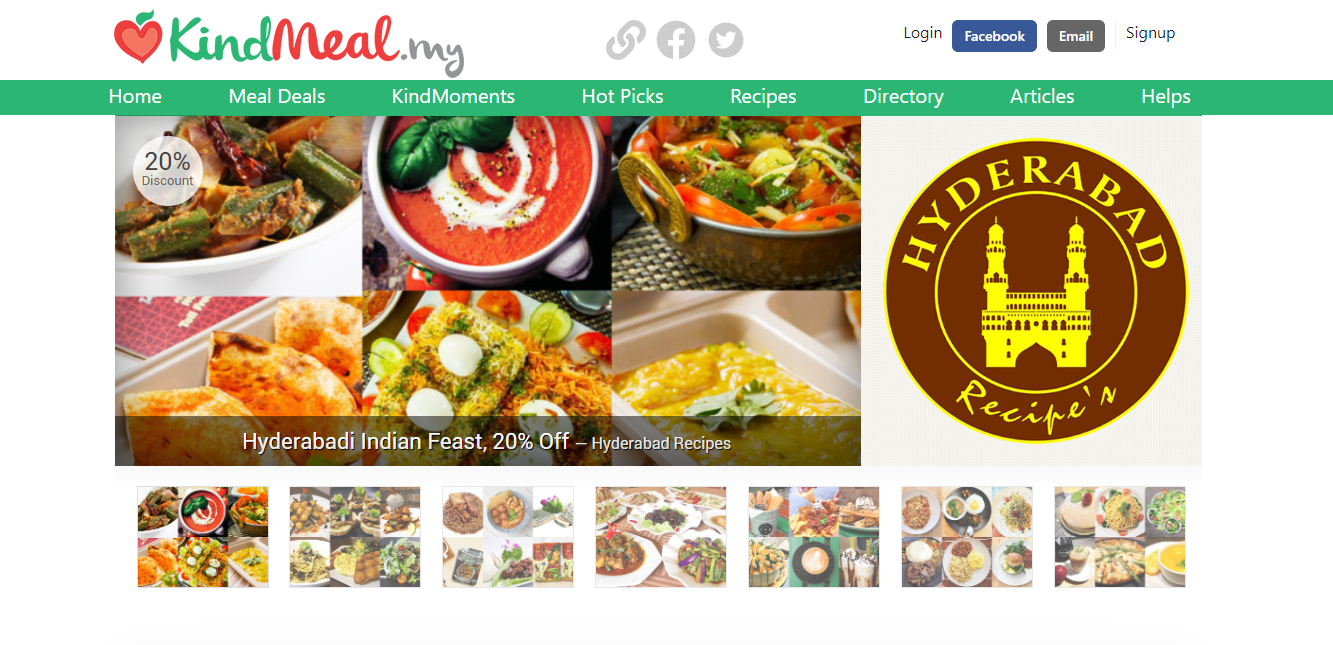 KindMeal.my
Login
Facebook
Email
Signup
Home Meal Deals KindMoments Hot Picks Recipes Directory Articles Helps
20%
Discount
HYDERABAD
Recipe's
Hyderabadi Indian Feast, 20% Off – Hyderabad Recipes